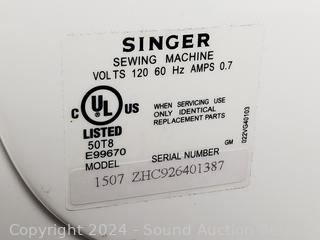 SINGER
SEWING MACHINE
VOLTS 120 60 Hz AMPS 0.7
C UL US
LISTED
50T8
E99670
WHEN SERVICING USE
ONLY IDENTICAL
REPLACEMENT PARTS.
022VG40103
GM
MODEL
SERIAL NUMBER
1507 ZHC926401387
Copyright 2024 - Sound Auction Service